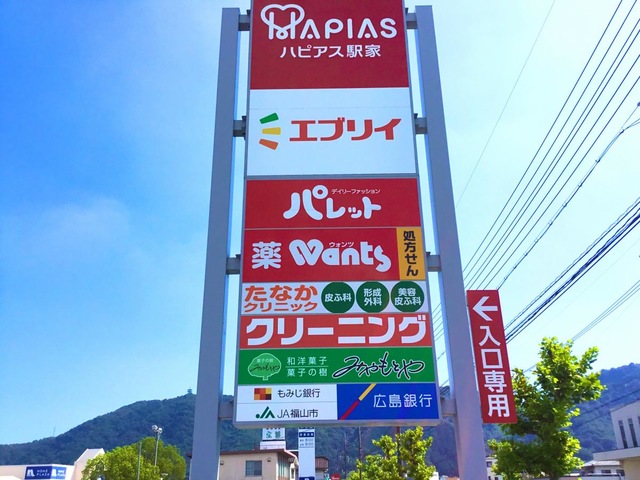 HAPIAS
ハピアス駅家
エブリイ
デイリーファッション
パレット
薬
ウォンツ
Wants
処方せん
たなか
クリニック
皮ふ科
形成
外科
美容
皮ふ科
クリーニング
菓子の樹
みやもとや
和洋菓子
菓子の樹
みやもとや
もみじ銀行
JA福山市
広島銀行
入口専用